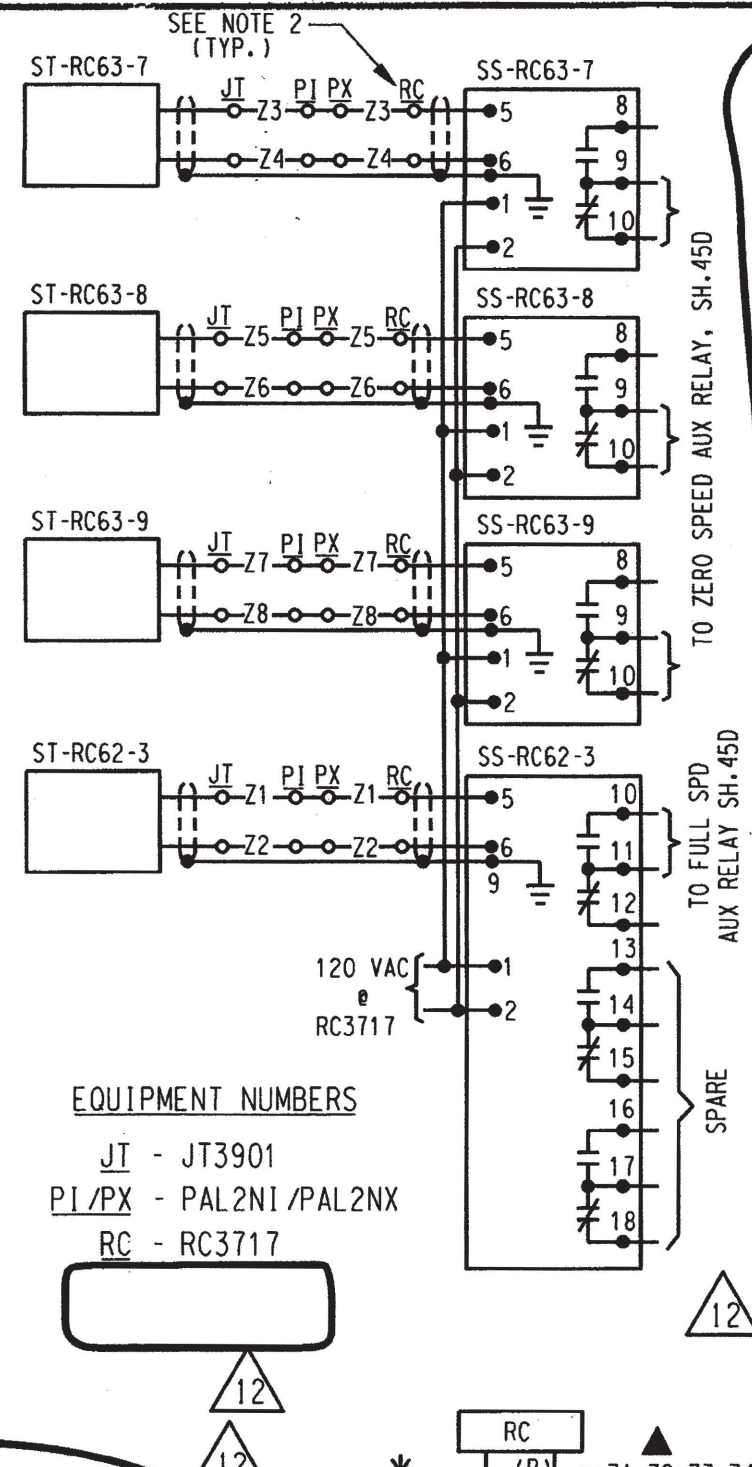 SEE NOTE 2
(TYP.)
ST-RC63-7
JT PI PX RC
Z3 Z3
Z4 Z4
SS-RC63-7
5
6
1
2
8
9
10
ST-RC63-8
JT PI PX RC
Z5 Z5
Z6 Z6
SS-RC63-8
5
6
1
2
8
9
10
TO ZERO SPEED AUX RELAY, SH.45D
ST-RC63-9
JT PI PX RC
Z7 Z7
Z8 Z8
SS-RC63-9
5
6
1
2
8
9
10
ST-RC62-3
JT PI PX RC
Z1 Z1
Z2 Z2
SS-RC62-3
5
6
9
1
2
10
11
12
13
14
15
16
17
18
TO FULL SPD
AUX RELAY SH.45D
SPARE
120 VAC
@
RC3717
EQUIPMENT NUMBERS
JT - JT3901
PI/PX - PAL2NI/PAL2NX
RC - RC3717
12
12
12
RC